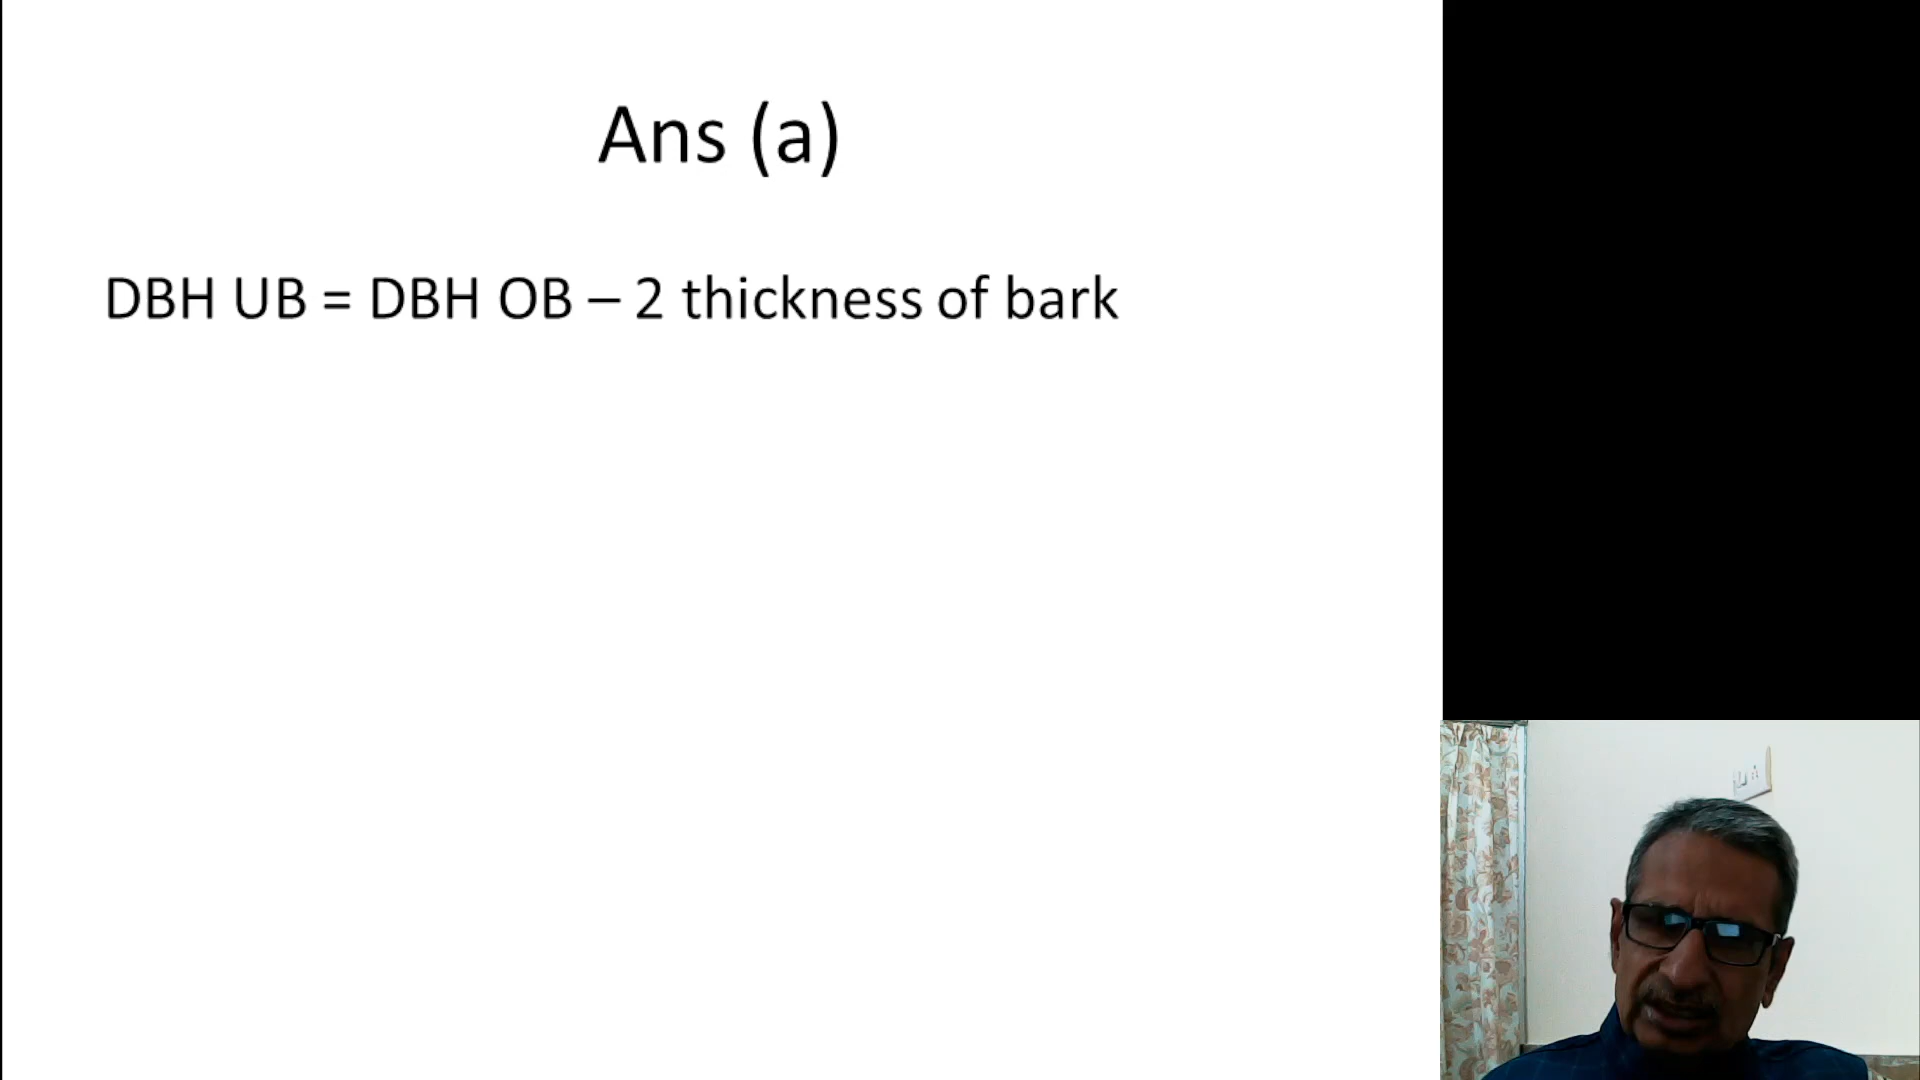 Ans (a)
DBH UB = DBH OB – 2 thickness of bark